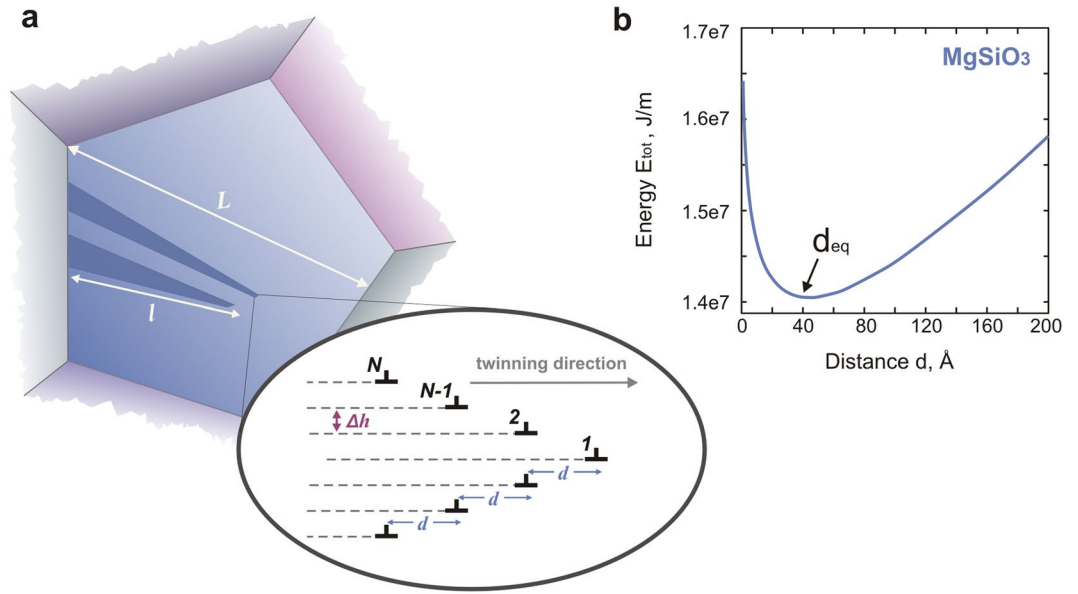 a
L
l
N
twinning direction
N-1
Δh
2
1
d
d
d
b
1.7e7
MgSiO3
1.6e7
Energy Etot, J/m
1.5e7
deq
1.4e7
0 40 80 120 160 200
Distance d, Å